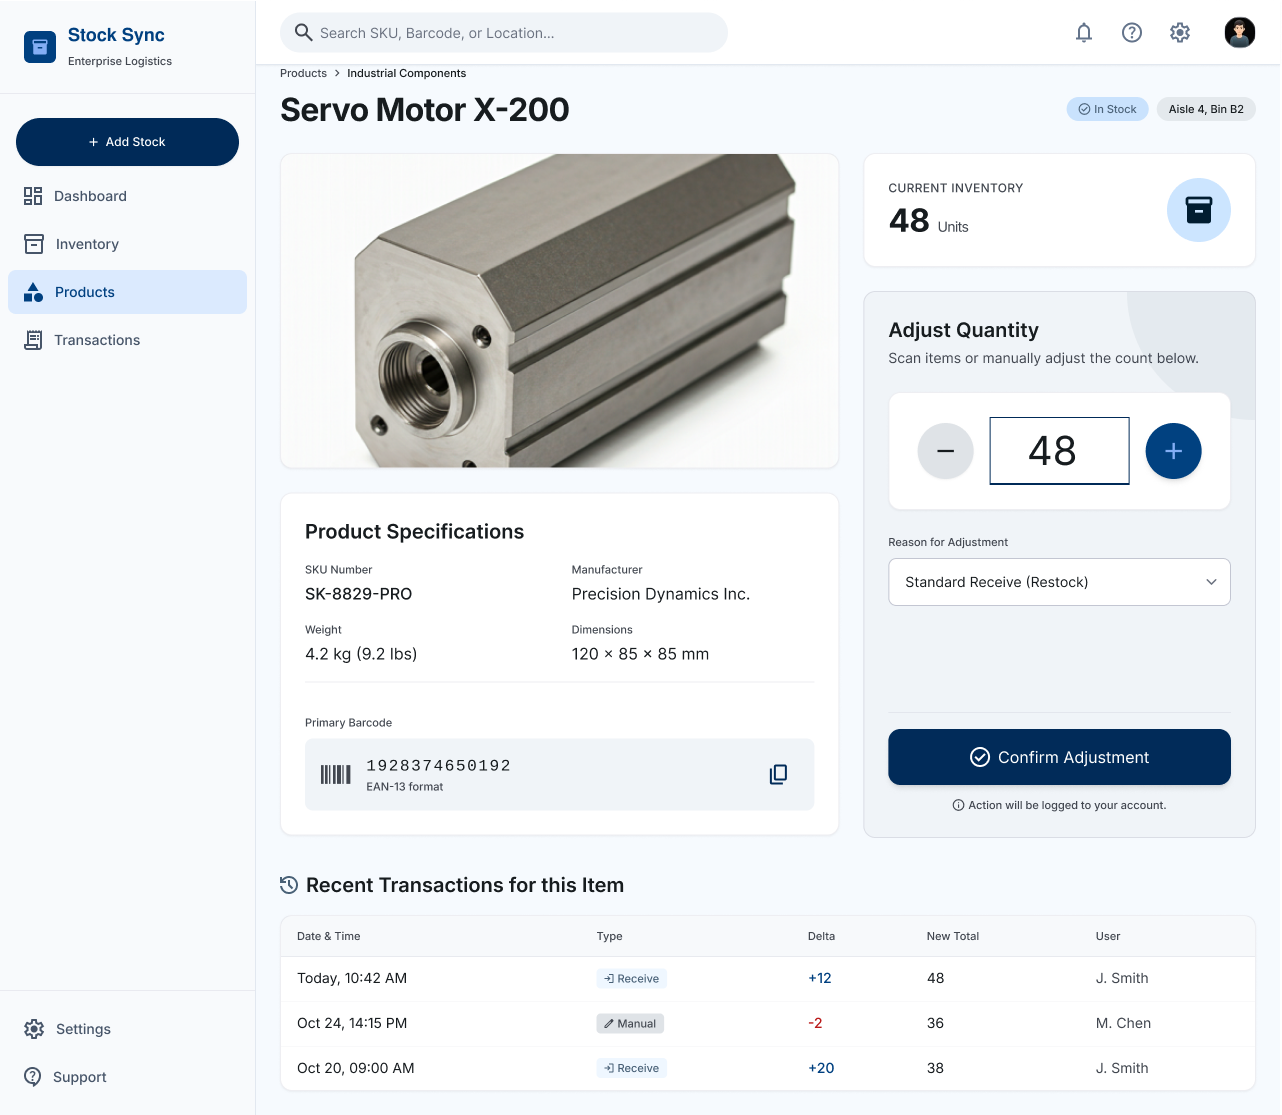 Stock Sync
Enterprise Logistics
+ Add Stock
Dashboard
Inventory
Products
Transactions
Settings
Support
Search SKU, Barcode, or Location...
Products > Industrial Components
Servo Motor X-200
In Stock
Aisle 4, Bin B2
CURRENT INVENTORY
48 Units
Adjust Quantity
Scan items or manually adjust the count below.
− 48 +
Reason for Adjustment
Standard Receive (Restock)
Confirm Adjustment
Action will be logged to your account.
Product Specifications
SKU Number
SK-8829-PRO
Manufacturer
Precision Dynamics Inc.
Weight
4.2 kg (9.2 lbs)
Dimensions
120 × 85 × 85 mm
Primary Barcode
1928374650192
EAN-13 format
Recent Transactions for this Item
Date & Time Type Delta New Total User
Today, 10:42 AM Receive +12 48 J. Smith
Oct 24, 14:15 PM Manual -2 36 M. Chen
Oct 20, 09:00 AM Receive +20 38 J. Smith